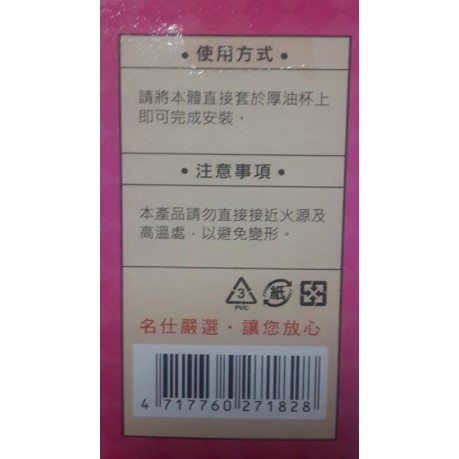 • 使用方式 •
請將本體直接套於厚油杯上
即可完成安裝。
• 注意事項 •
本產品請勿直接接近火源及
高溫處，以避免變形。
3
PVC
紙
名仕嚴選・讓您放心
4 717760 271828